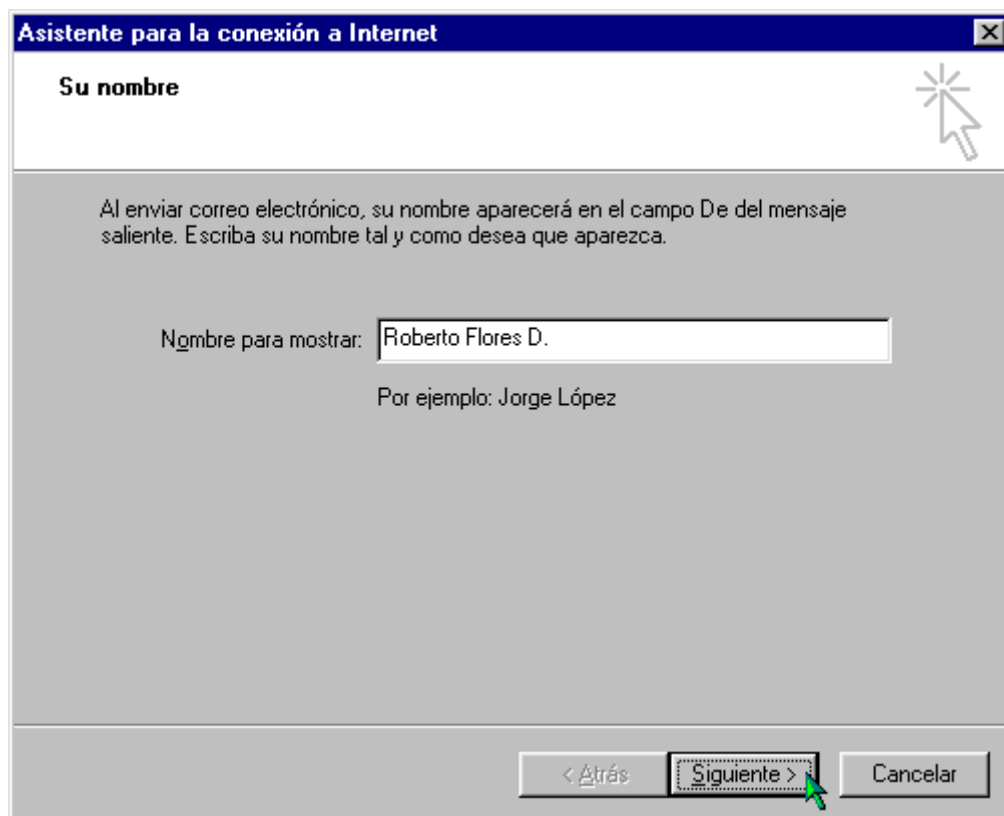 Asistente para la conexión a Internet
Su nombre
Al enviar correo electrónico, su nombre aparecerá en el campo De del mensaje
saliente. Escriba su nombre tal y como desea que aparezca.
Nombre para mostrar: Roberto Flores D.
Por ejemplo: Jorge López
< Atrás Siguiente > Cancelar